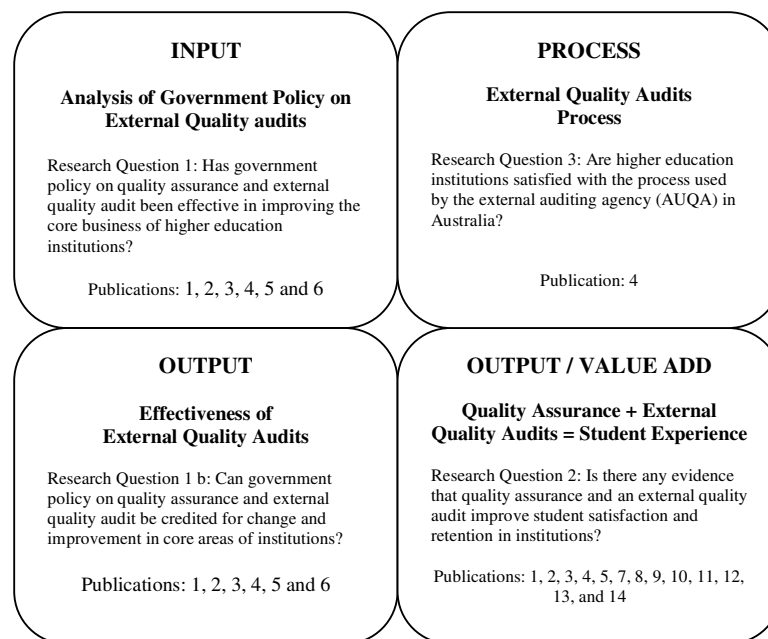 INPUT
Analysis of Government Policy on
External Quality audits
Research Question 1: Has government
policy on quality assurance and external
quality audit been effective in improving the
core business of higher education
institutions?
Publications: 1, 2, 3, 4, 5 and 6
PROCESS
External Quality Audits
Process
Research Question 3: Are higher education
institutions satisfied with the process used
by the external auditing agency (AUQA) in
Australia?
Publication: 4
OUTPUT
Effectiveness of
External Quality Audits
Research Question 1 b: Can government
policy on quality assurance and external
quality audit be credited for change and
improvement in core areas of institutions?
Publications: 1, 2, 3, 4, 5 and 6
OUTPUT / VALUE ADD
Quality Assurance + External
Quality Audits = Student Experience
Research Question 2: Is there any evidence
that quality assurance and an external quality
audit improve student satisfaction and
retention in institutions?
Publications: 1, 2, 3, 4, 5, 7, 8, 9, 10, 11, 12,
13, and 14